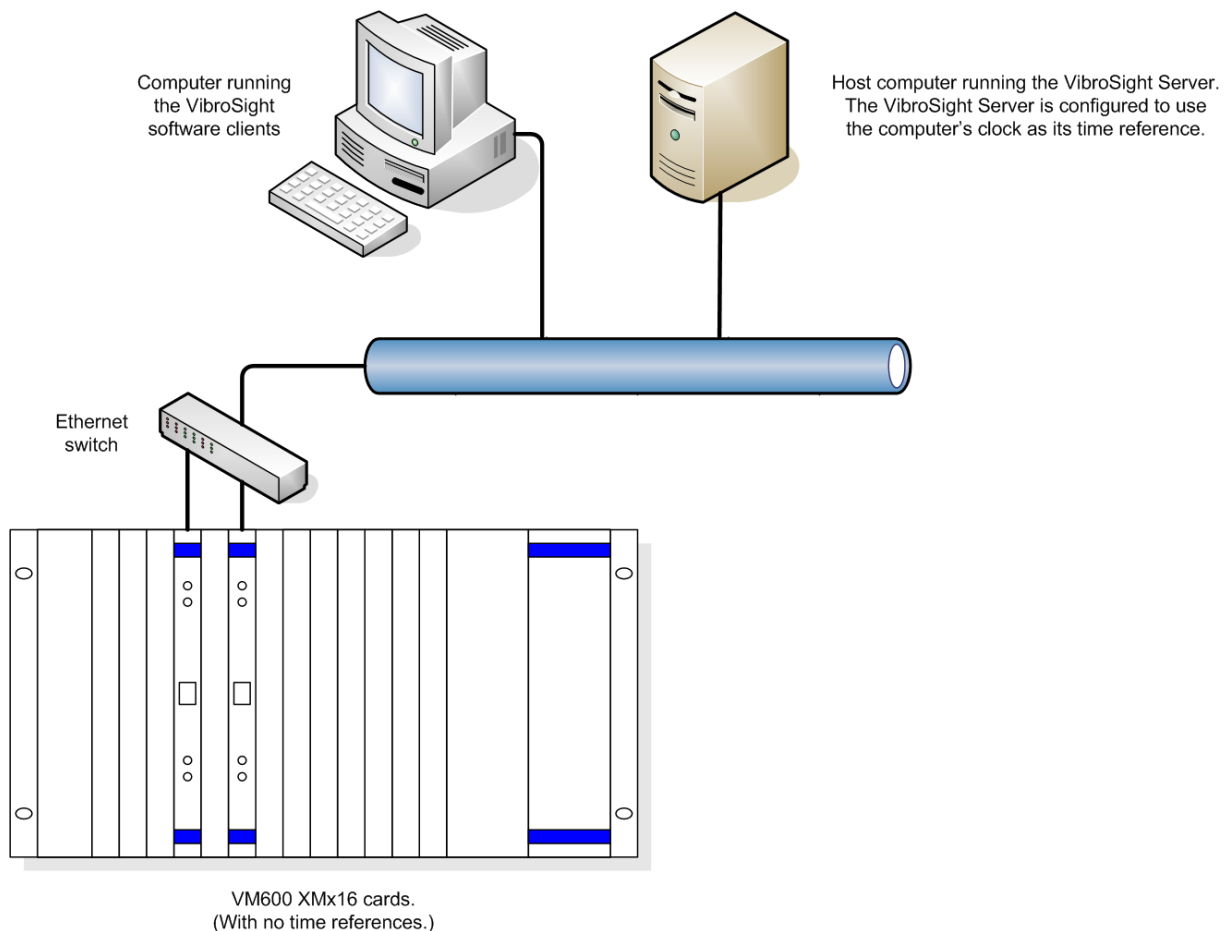 Computer running
the VibroSight
software clients
Host computer running the VibroSight Server.
The VibroSight Server is configured to use
the computer's clock as its time reference.
Ethernet
switch
VM600 XMx16 cards.
(With no time references.)